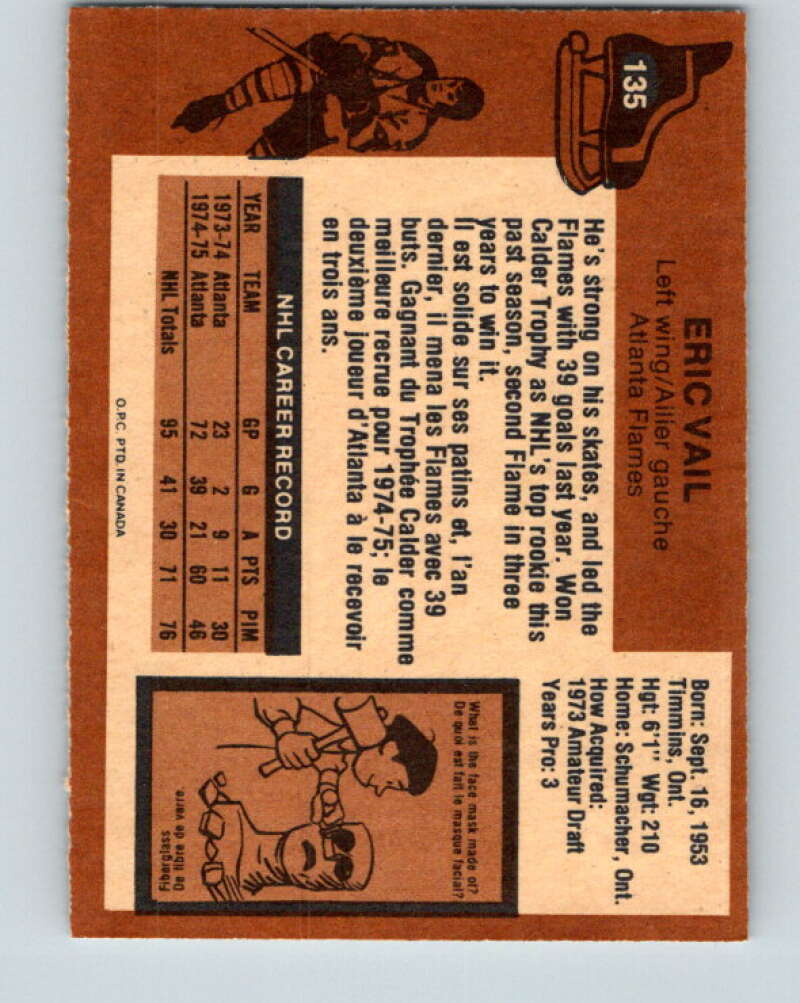 135
ERIC VAIL
Left wing/Ailier gauche
Atlanta Flames
Born: Sept. 16, 1953
Timmins, Ont.
Hgt: 6'1" Wgt: 210
Home: Schumacher, Ont.
How Acquired:
1973 Amateur Draft
Years Pro: 3
He's strong on his skates, and led the
Flames with 39 goals last year. Won
Calder Trophy as NHL's top rookie this
past season, second Flame in three
years to win it.
Il est solide sur ses patins et, l'an
dernier, il mena les Flames avec 39
buts. Gagnant du Trophée Calder comme
meilleure recrue pour 1974-75; le
deuxième joueur d'Atlanta à le recevoir
en trois ans.
NHL CAREER RECORD
YEAR TEAM GP G A PTS PIM
1973-74 Atlanta 23 2 9 11 30
1974-75 Atlanta 72 39 21 60 46
NHL Totals 95 41 30 71 76
What is the face mask made of?
De quoi est fait le masque facial?
Fiberglass
De fibre de verre.
O.P.C. PTD. IN CANADA